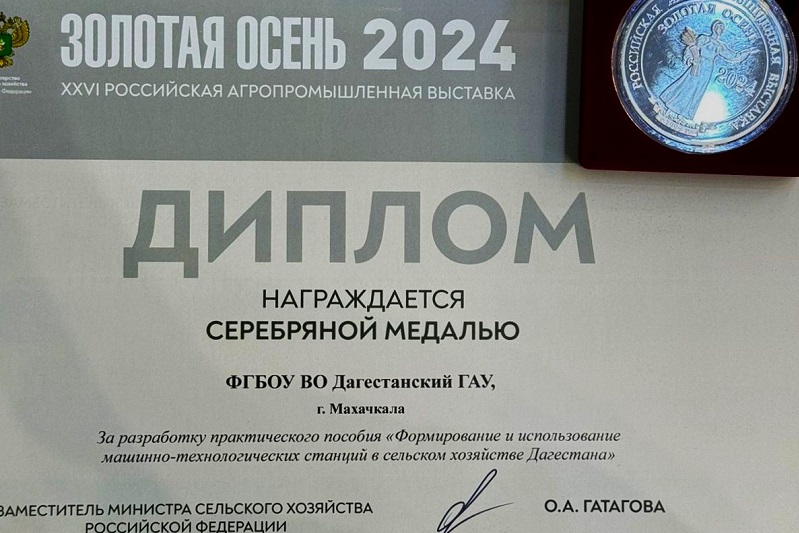 ЗОЛОТАЯ ОСЕНЬ 2024
XXVI РОССИЙСКАЯ АГРОПРОМЫШЛЕННАЯ ВЫСТАВКА
РОССИЙСКАЯ ВЫСТАВКА
ЗОЛОТАЯ ОСЕНЬ
2024
ДИПЛОМ
НАГРАЖДАЕТСЯ
СЕРЕБРЯНОЙ МЕДАЛЬЮ
ФГБОУ ВО Дагестанский ГАУ,
г. Махачкала
За разработку практического пособия «Формирование и использование
машинно-технологических станций в сельском хозяйстве Дагестана»
ЗАМЕСТИТЕЛЬ МИНИСТРА СЕЛЬСКОГО ХОЗЯЙСТВА
РОССИЙСКОЙ ФЕДЕРАЦИИ
О.А. ГАТАГОВА